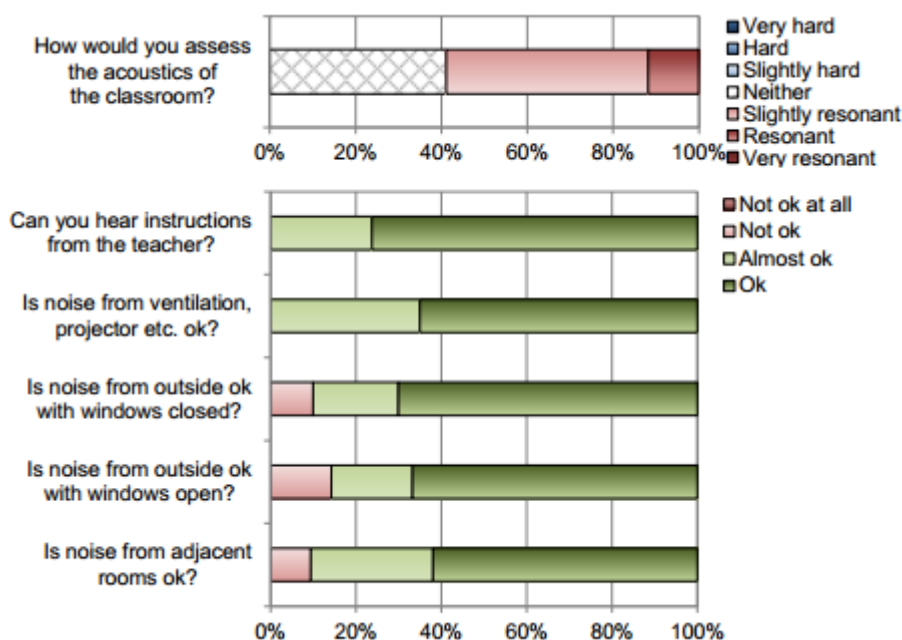 How would you assess
the acoustics of
the classroom?
Very hard
Hard
Slightly hard
Neither
Slightly resonant
Resonant
Very resonant
0% 20% 40% 60% 80% 100%
Can you hear instructions
from the teacher?
Is noise from ventilation,
projector etc. ok?
Is noise from outside ok
with windows closed?
Is noise from outside ok
with windows open?
Is noise from adjacent
rooms ok?
Not ok at all
Not ok
Almost ok
Ok
0% 20% 40% 60% 80% 100%